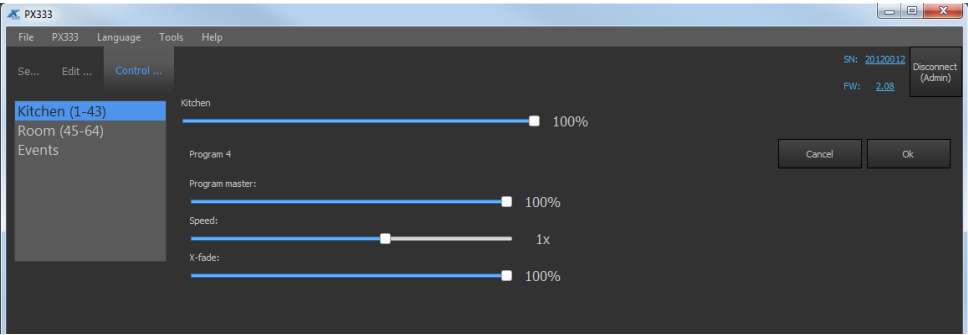 PX333
File PX333 Language Tools Help
Se... Edit ... Control ...
SN: 20120012
FW: 2.08
Disconnect
(Admin)
Kitchen (1-43)
Room (45-64)
Events
Kitchen
100%
Program 4
Cancel Ok
Program master:
100%
Speed:
1x
X-fade:
100%